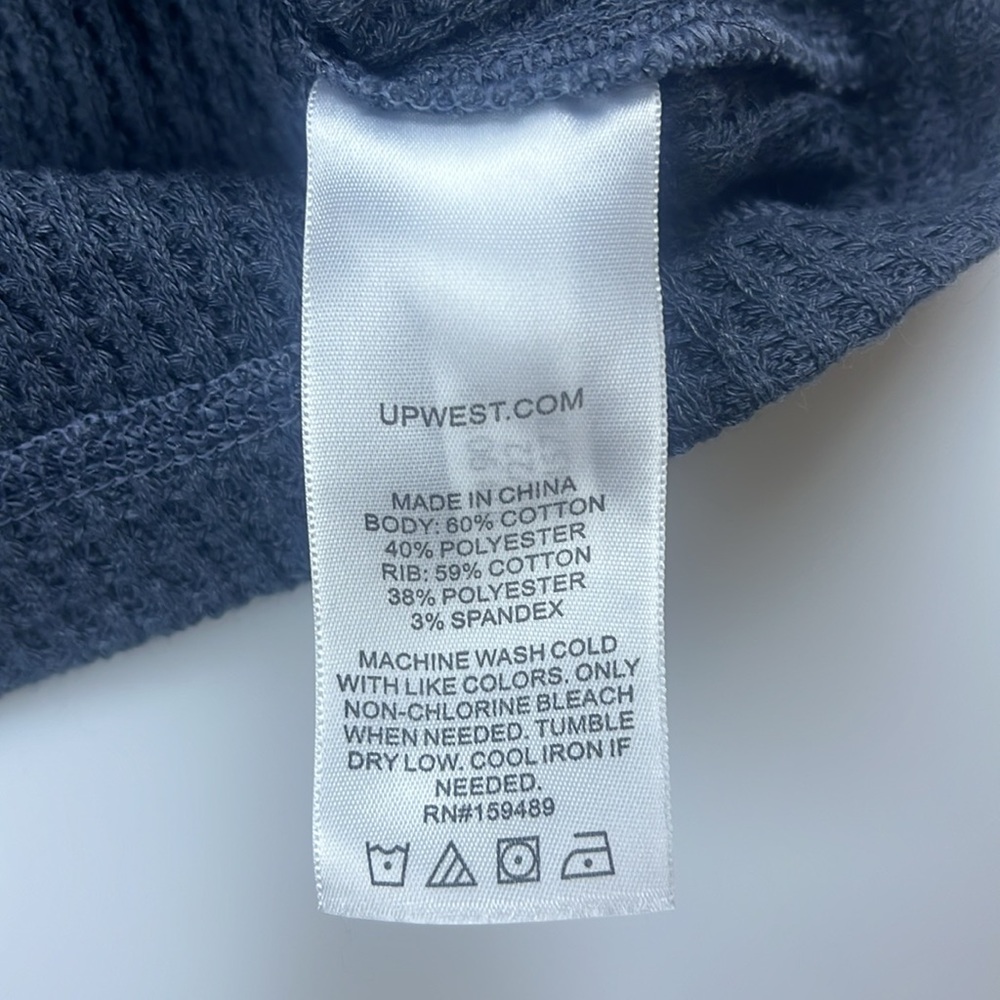 UPWEST.COM
MADE IN CHINA
BODY: 60% COTTON
40% POLYESTER
RIB: 59% COTTON
38% POLYESTER
3% SPANDEX
MACHINE WASH COLD
WITH LIKE COLORS. ONLY
NON-CHLORINE BLEACH
WHEN NEEDED. TUMBLE
DRY LOW. COOL IRON IF
NEEDED.
RN#159489